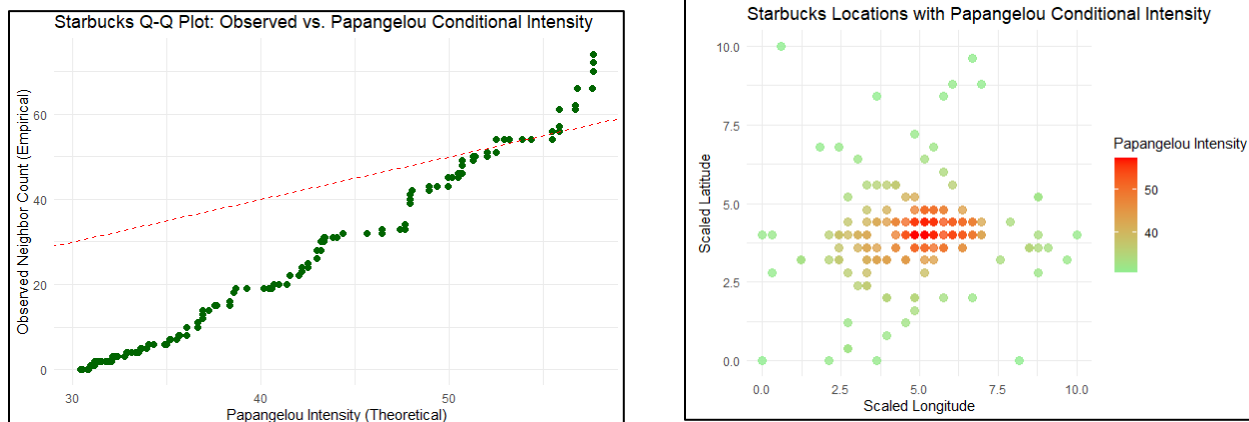 Starbucks Q-Q Plot: Observed vs. Papangelou Conditional Intensity
Observed Neighbor Count (Empirical)
60
40
20
0
30
40
50
Papangelou Intensity (Theoretical)
Starbucks Locations with Papangelou Conditional Intensity
Scaled Latitude
10.0
7.5
5.0
2.5
0.0
0.0
2.5
5.0
7.5
10.0
Scaled Longitude
Papangelou Intensity
50
40